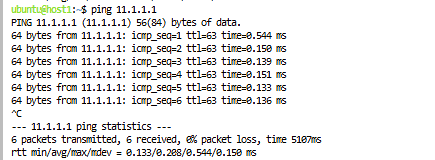 ubuntu@host1:~$ ping 11.1.1.1
PING 11.1.1.1 (11.1.1.1) 56(84) bytes of data.
64 bytes from 11.1.1.1: icmp_seq=1 ttl=63 time=0.544 ms
64 bytes from 11.1.1.1: icmp_seq=2 ttl=63 time=0.150 ms
64 bytes from 11.1.1.1: icmp_seq=3 ttl=63 time=0.139 ms
64 bytes from 11.1.1.1: icmp_seq=4 ttl=63 time=0.151 ms
64 bytes from 11.1.1.1: icmp_seq=5 ttl=63 time=0.133 ms
64 bytes from 11.1.1.1: icmp_seq=6 ttl=63 time=0.136 ms
^C
--- 11.1.1.1 ping statistics ---
6 packets transmitted, 6 received, 0% packet loss, time 5107ms
rtt min/avg/max/mdev = 0.133/0.208/0.544/0.150 ms